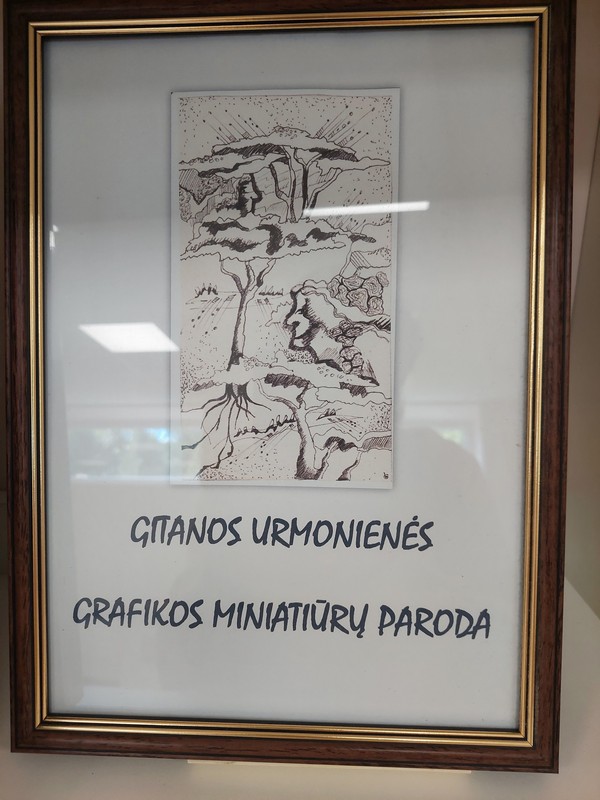 GITANOS URMONIENĖS
GRAFIKOS MINIATIŪRŲ PARODA